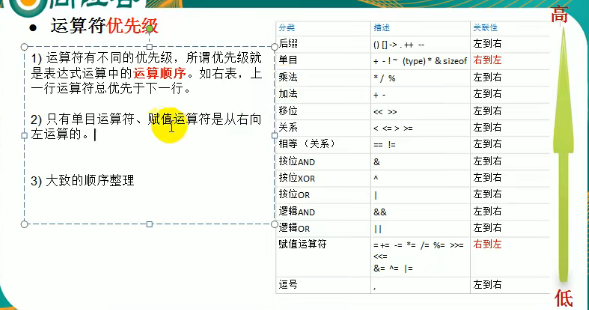 运算符优先级
1) 运算符有不同的优先级，所谓优先级就
是表达式运算中的运算顺序。如右表，上
一行运算符总优先于下一行。
2) 只有单目运算符、赋值运算符是从右向
左运算的。
3) 大致的顺序整理
分类 描述 关联性
后缀 () [] -> . ++ -- 左到右
单目 + - ! ~ (type) * & sizeof 右到左
乘法 * / % 左到右
加法 + - 左到右
移位 << >> 左到右
关系 < <= > >= 左到右
相等（关系） == != 左到右
按位AND & 左到右
按位XOR ^ 左到右
按位OR | 左到右
逻辑AND && 左到右
逻辑OR || 左到右
赋值运算符 = += -= *= /= %= >>= 右到左
<<=
&= ^= |=
逗号 , 左到右
高
低